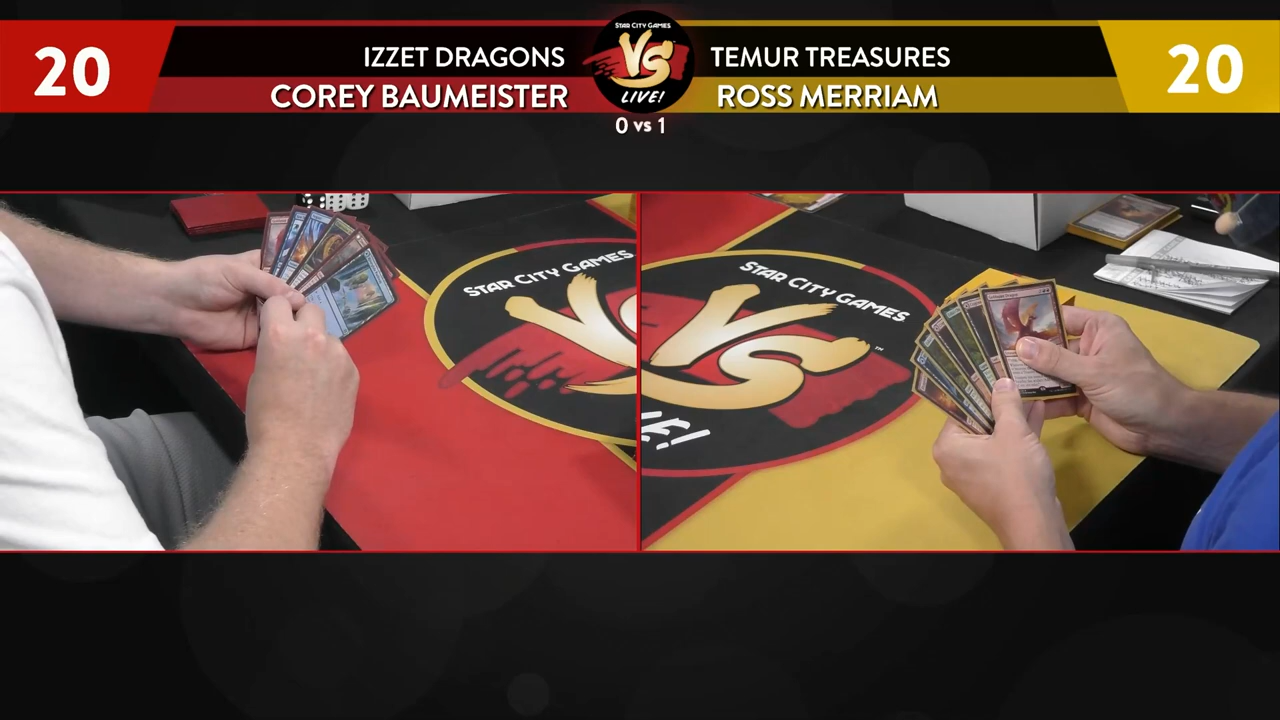 20
IZZET DRAGONS
COREY BAUMEISTER
STAR CITY GAMES
VS
LIVE!
TEMUR TREASURES
ROSS MERRIAM
20
0 vs 1
STAR CITY GAMES
VS
STAR CITY GAMES
VS
VE!